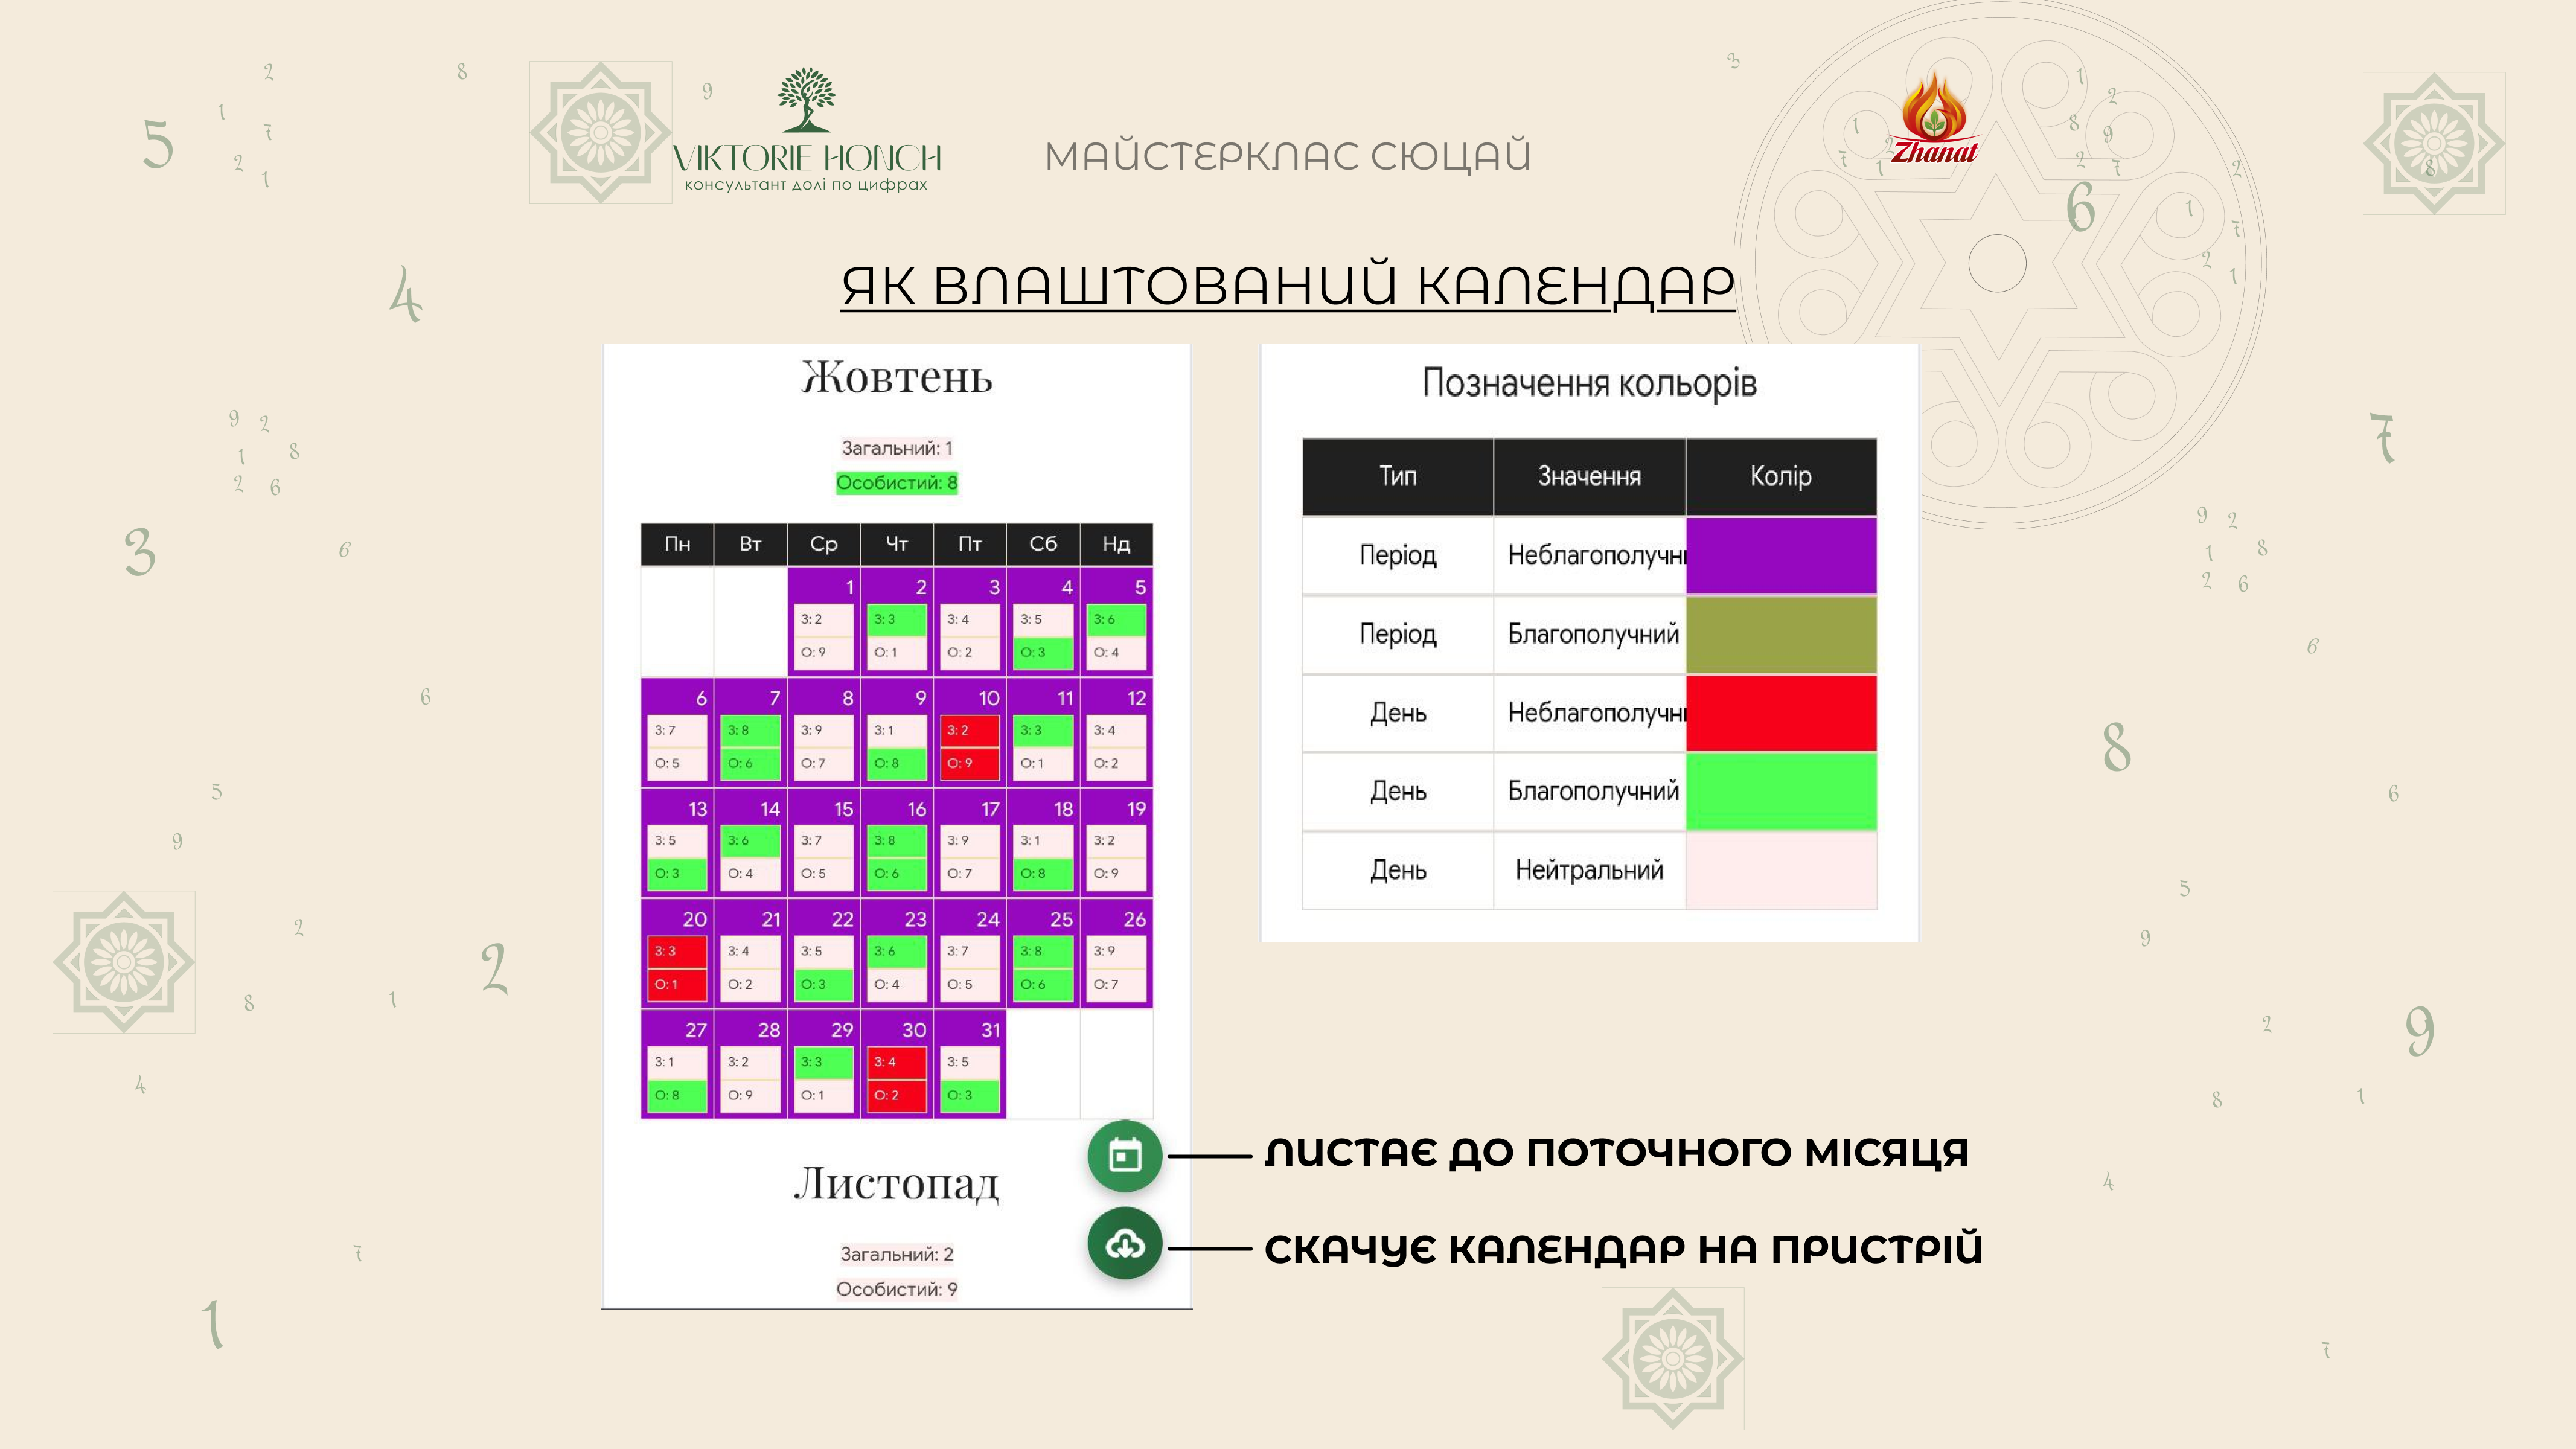 VIKTORIE HONCH
консультант долі по цифрах
МАЙСТЕРКЛАС СЮЦАЙ
Zhanat
ЯК ВЛАШТОВАНИЙ КАЛЕНДАР
Жовтень
Загальний: 1
Особистий: 8
Пн Вт Ср Чт Пт Сб Нд
1 2 3 4 5
З: 2 З: 3 З: 4 З: 5 З: 6
О: 9 О: 1 О: 2 О: 3 О: 4
6 7 8 9 10 11 12
З: 7 З: 8 З: 9 З: 1 З: 2 З: 3 З: 4
О: 5 О: 6 О: 7 О: 8 О: 9 О: 1 О: 2
13 14 15 16 17 18 19
З: 5 З: 6 З: 7 З: 8 З: 9 З: 1 З: 2
О: 3 О: 4 О: 5 О: 6 О: 7 О: 8 О: 9
20 21 22 23 24 25 26
З: 3 З: 4 З: 5 З: 6 З: 7 З: 8 З: 9
О: 1 О: 2 О: 3 О: 4 О: 5 О: 6 О: 7
27 28 29 30 31
З: 1 З: 2 З: 3 З: 4 З: 5
О: 8 О: 9 О: 1 О: 2 О: 3
Листопад
Загальний: 2
Особистий: 9
Позначення кольорів
Тип Значення Колір
Період Неблагополучні
Період Благополучний
День Неблагополучні
День Благополучний
День Нейтральний
ЛИСТАЄ ДО ПОТОЧНОГО МІСЯЦЯ
СКАЧУЄ КАЛЕНДАР НА ПРИСТРІЙ